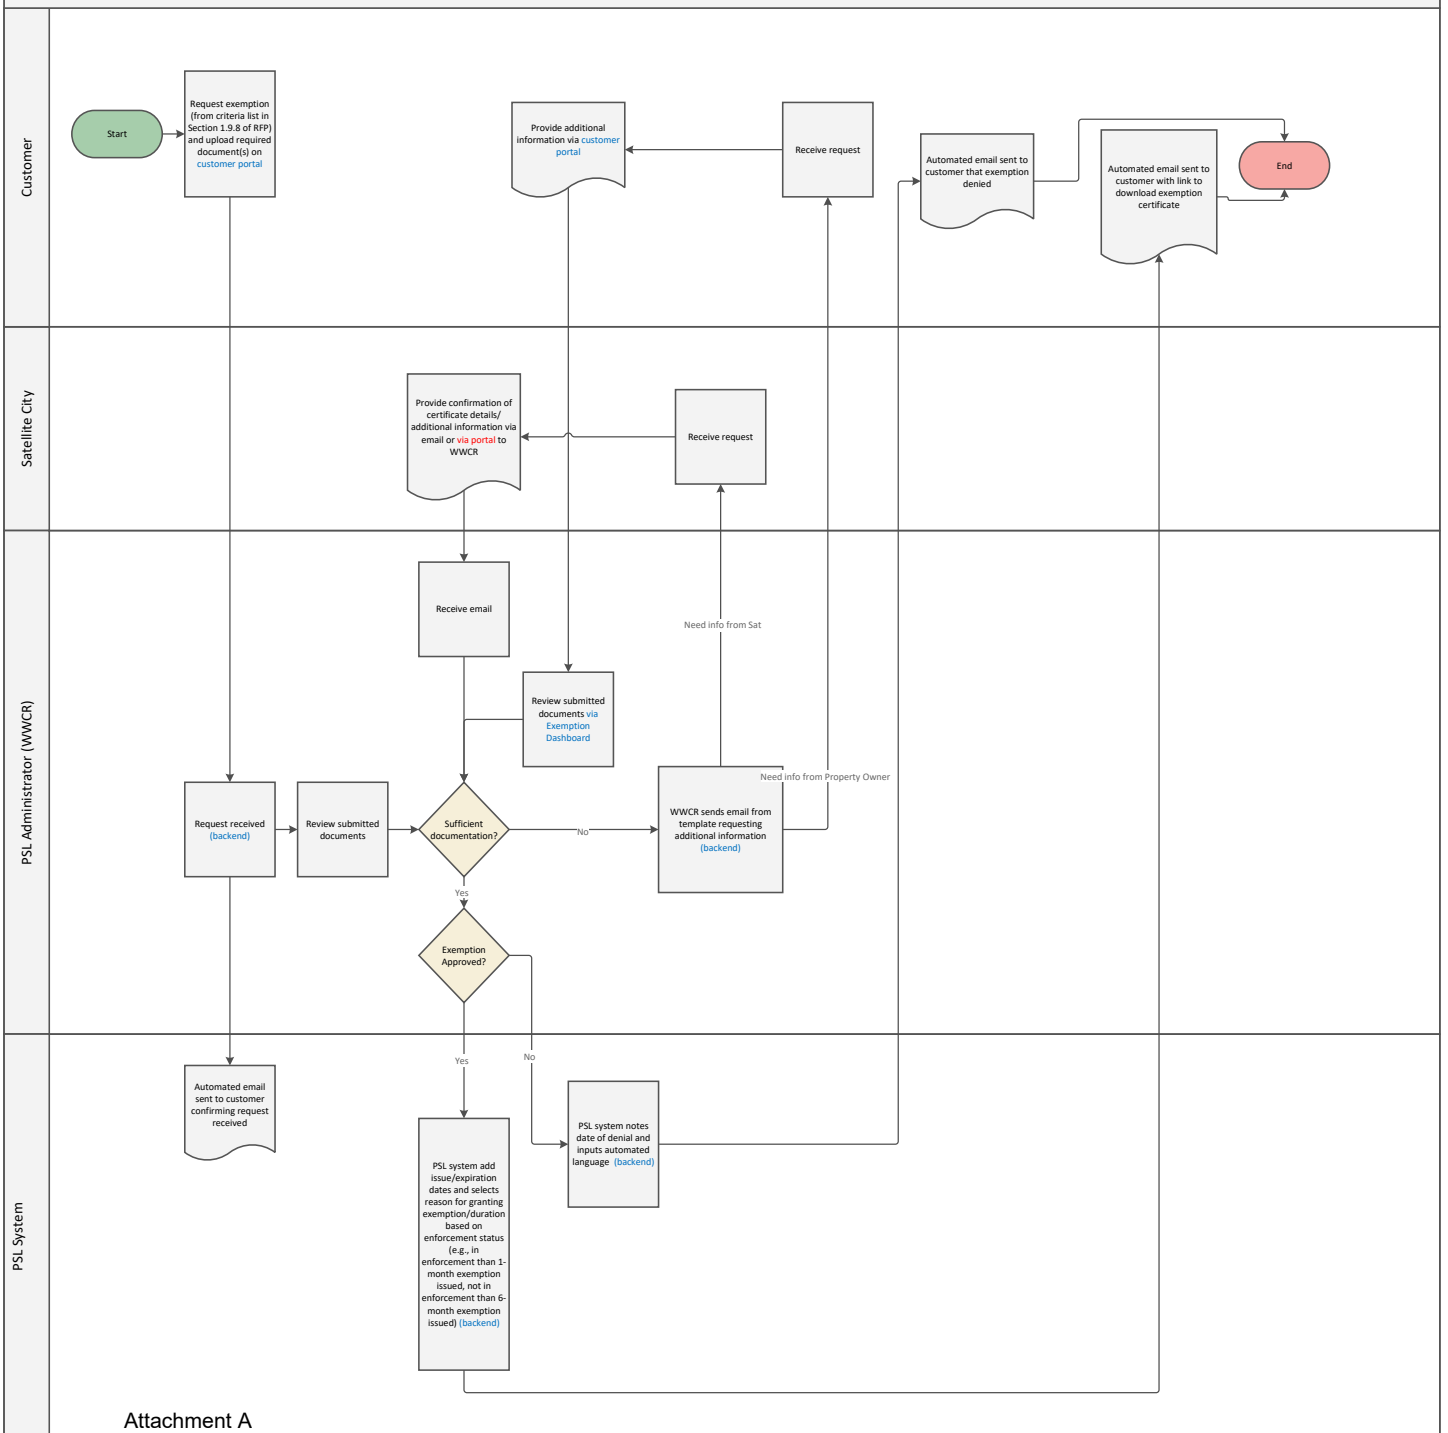 Customer
Start
Request exemption
(from criteria list in
Section 1.9.8 of RFP)
and upload required
document(s) on
customer portal
Provide additional
information via customer
portal
Receive request
Automated email sent to
customer that exemption
denied
Automated email sent to
customer with link to
download exemption
certificate
End
Satellite City
Provide confirmation of
certificate details/
additional information via
email or via portal to
WWCR
Receive request
PSL Administrator (WWCR)
Receive email
Need info from Sat
Review submitted
documents via
Exemption
Dashboard
Need info from Property Owner
Request received
(backend)
Review submitted
documents
Sufficient
documentation?
No
WWCR sends email from
template requesting
additional information
(backend)
Yes
Exemption
Approved?
PSL System
Yes
No
Automated email
sent to customer
confirming request
received
PSL system notes
date of denial and
inputs automated
language (backend)
PSL system add
issue/expiration
dates and selects
reason for granting
exemption/duration
based on
enforcement status
(e.g., in
enforcement than 1-
month exemption
issued, not in
enforcement than 6-
month exemption
issued) (backend)
Attachment A